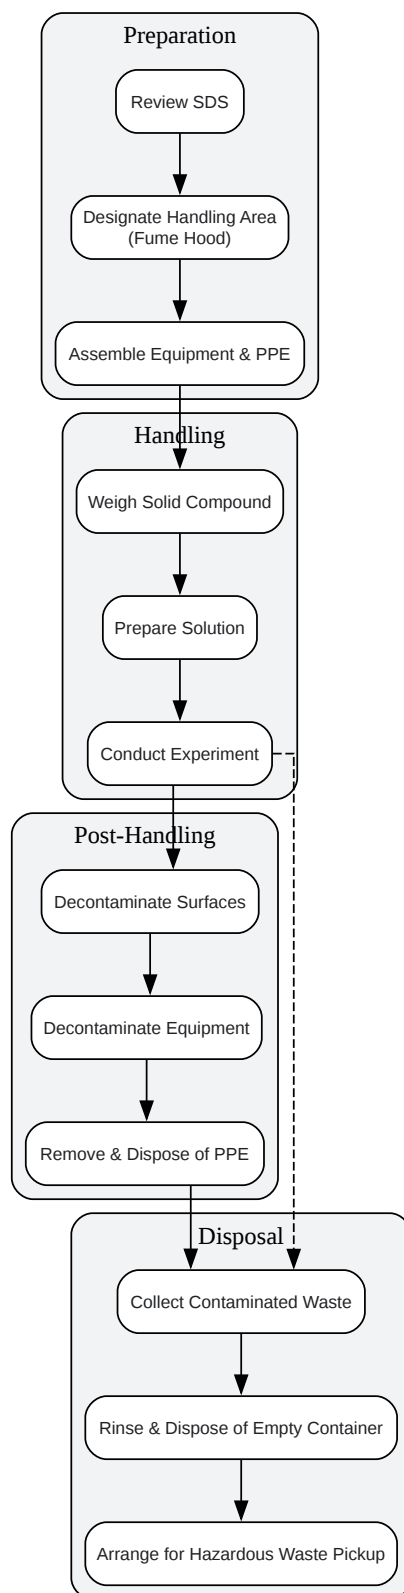 Preparation
Review SDS
Designate Handling Area
(Fume Hood)
Assemble Equipment & PPE
Handling
Weigh Solid Compound
Prepare Solution
Conduct Experiment
Post-Handling
Decontaminate Surfaces
Decontaminate Equipment
Remove & Dispose of PPE
Disposal
Collect Contaminated Waste
Rinse & Dispose of Empty Container
Arrange for Hazardous Waste Pickup